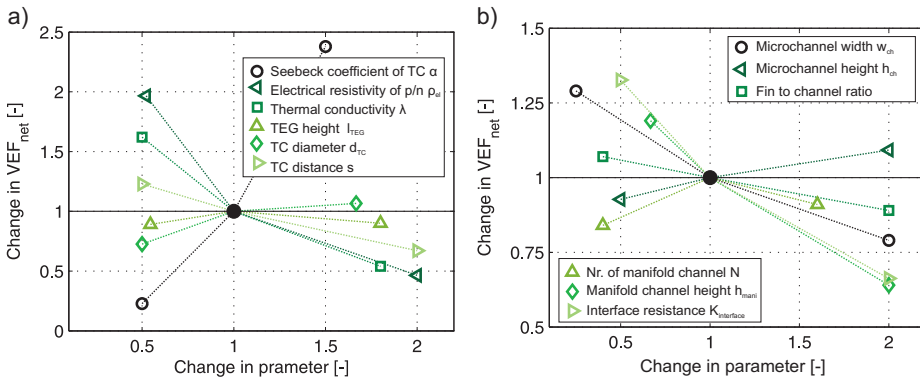 a)
2.5
2
1.5
1
0.5
0
Change in VEFnet [-]
Seebeck coefficient of TC α
Electrical resistivity of p/n ρel
Thermal conductivity λ
TEG height lTEG
TC diameter dTC
TC distance s
0.5
1
1.5
2
Change in prameter [-]
b)
1.5
1.25
1
0.75
0.5
Change in VEFnet [-]
Microchannel width wch
Microchannel height hch
Fin to channel ratio
Nr. of manifold channel N
Manifold channel height hmani
Interface resistance Kinterface
0.5
1
1.5
2
Change in parameter [-]